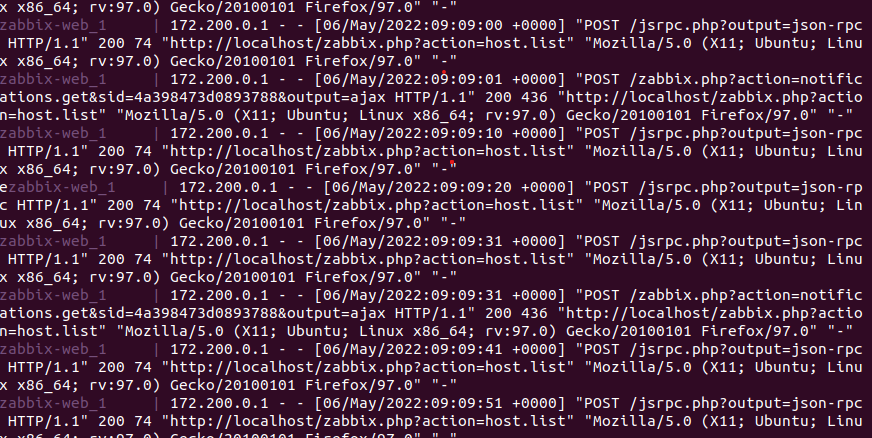 x x86_64; rv:97.0) Gecko/20100101 Firefox/97.0" "-"
zabbix-web_1     | 172.200.0.1 - - [06/May/2022:09:09:00 +0000] "POST /jsrpc.php?output=json-rpc
 HTTP/1.1" 200 74 "http://localhost/zabbix.php?action=host.list" "Mozilla/5.0 (X11; Ubuntu; Linu
x x86_64; rv:97.0) Gecko/20100101 Firefox/97.0" "-"
zabbix-web_1     | 172.200.0.1 - - [06/May/2022:09:09:01 +0000] "POST /zabbix.php?action=notific
ations.get&sid=4a398473d0893788&output=ajax HTTP/1.1" 200 436 "http://localhost/zabbix.php?actio
n=host.list" "Mozilla/5.0 (X11; Ubuntu; Linux x86_64; rv:97.0) Gecko/20100101 Firefox/97.0" "-"
zabbix-web_1     | 172.200.0.1 - - [06/May/2022:09:09:10 +0000] "POST /jsrpc.php?output=json-rpc
 HTTP/1.1" 200 74 "http://localhost/zabbix.php?action=host.list" "Mozilla/5.0 (X11; Ubuntu; Linu
x x86_64; rv:97.0) Gecko/20100101 Firefox/97.0" "-"
ezabbix-web_1     | 172.200.0.1 - - [06/May/2022:09:09:20 +0000] "POST /jsrpc.php?output=json-rp
c HTTP/1.1" 200 74 "http://localhost/zabbix.php?action=host.list" "Mozilla/5.0 (X11; Ubuntu; Lin
ux x86_64; rv:97.0) Gecko/20100101 Firefox/97.0" "-"
zabbix-web_1     | 172.200.0.1 - - [06/May/2022:09:09:31 +0000] "POST /jsrpc.php?output=json-rpc
 HTTP/1.1" 200 74 "http://localhost/zabbix.php?action=host.list" "Mozilla/5.0 (X11; Ubuntu; Linu
x x86_64; rv:97.0) Gecko/20100101 Firefox/97.0" "-"
zabbix-web_1     | 172.200.0.1 - - [06/May/2022:09:09:31 +0000] "POST /zabbix.php?action=notific
ations.get&sid=4a398473d0893788&output=ajax HTTP/1.1" 200 436 "http://localhost/zabbix.php?actio
n=host.list" "Mozilla/5.0 (X11; Ubuntu; Linux x86_64; rv:97.0) Gecko/20100101 Firefox/97.0" "-"
zabbix-web_1     | 172.200.0.1 - - [06/May/2022:09:09:41 +0000] "POST /jsrpc.php?output=json-rpc
 HTTP/1.1" 200 74 "http://localhost/zabbix.php?action=host.list" "Mozilla/5.0 (X11; Ubuntu; Linu
x x86_64; rv:97.0) Gecko/20100101 Firefox/97.0" "-"
zabbix-web_1     | 172.200.0.1 - - [06/May/2022:09:09:51 +0000] "POST /jsrpc.php?output=json-rpc
 HTTP/1.1" 200 74 "http://localhost/zabbix.php?action=host.list" "Mozilla/5.0 (X11; Ubuntu; Linu
x x86_64; rv:97.0) Gecko/20100101 Firefox/97.0" "-"